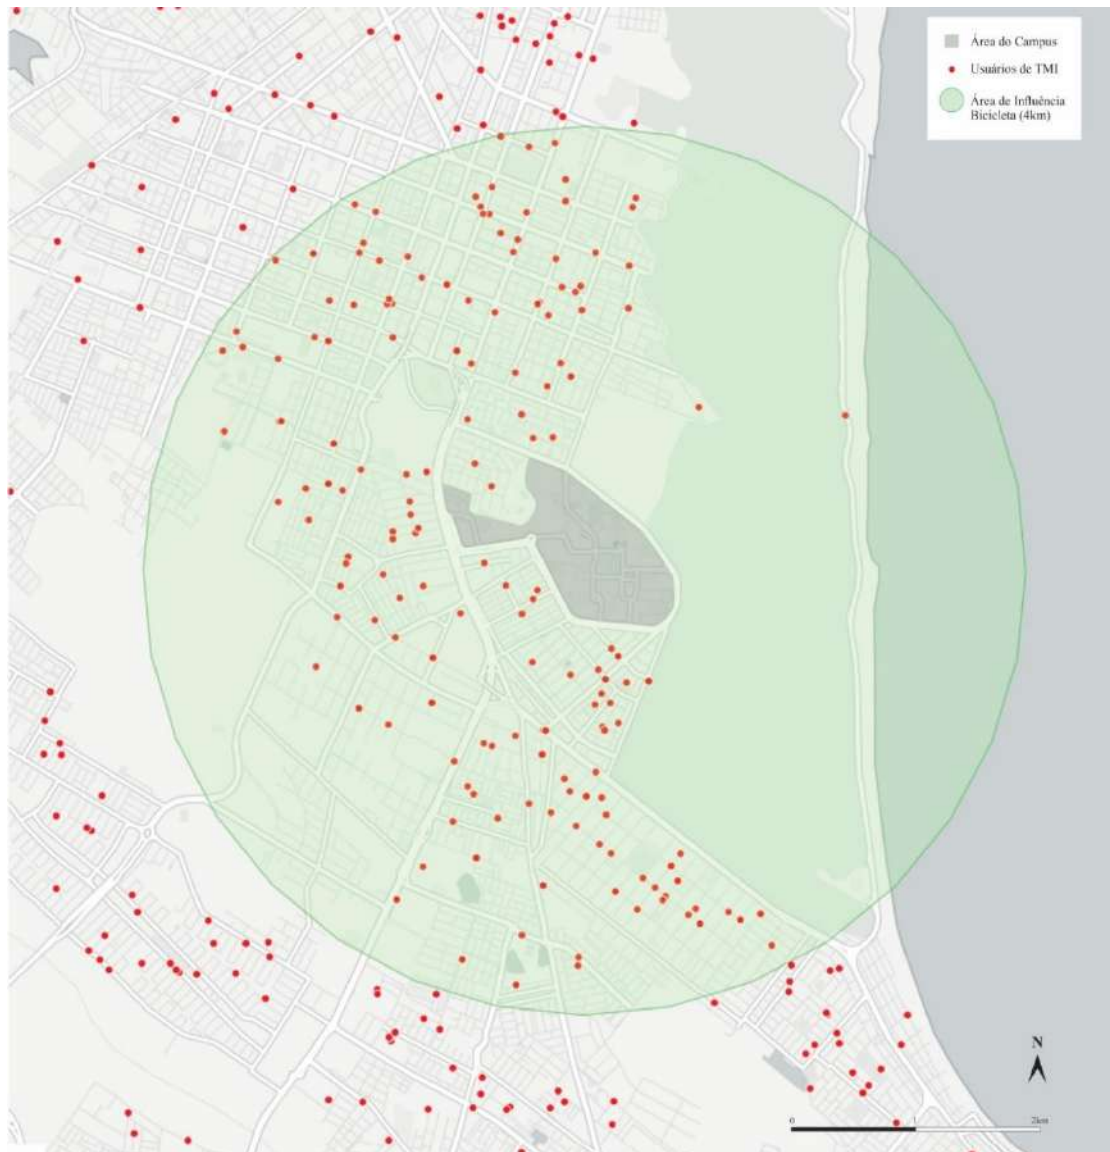 Área do Campus
Usuários de TMI
Área de Influência
Bicicleta (4km)
N
0 1 2km